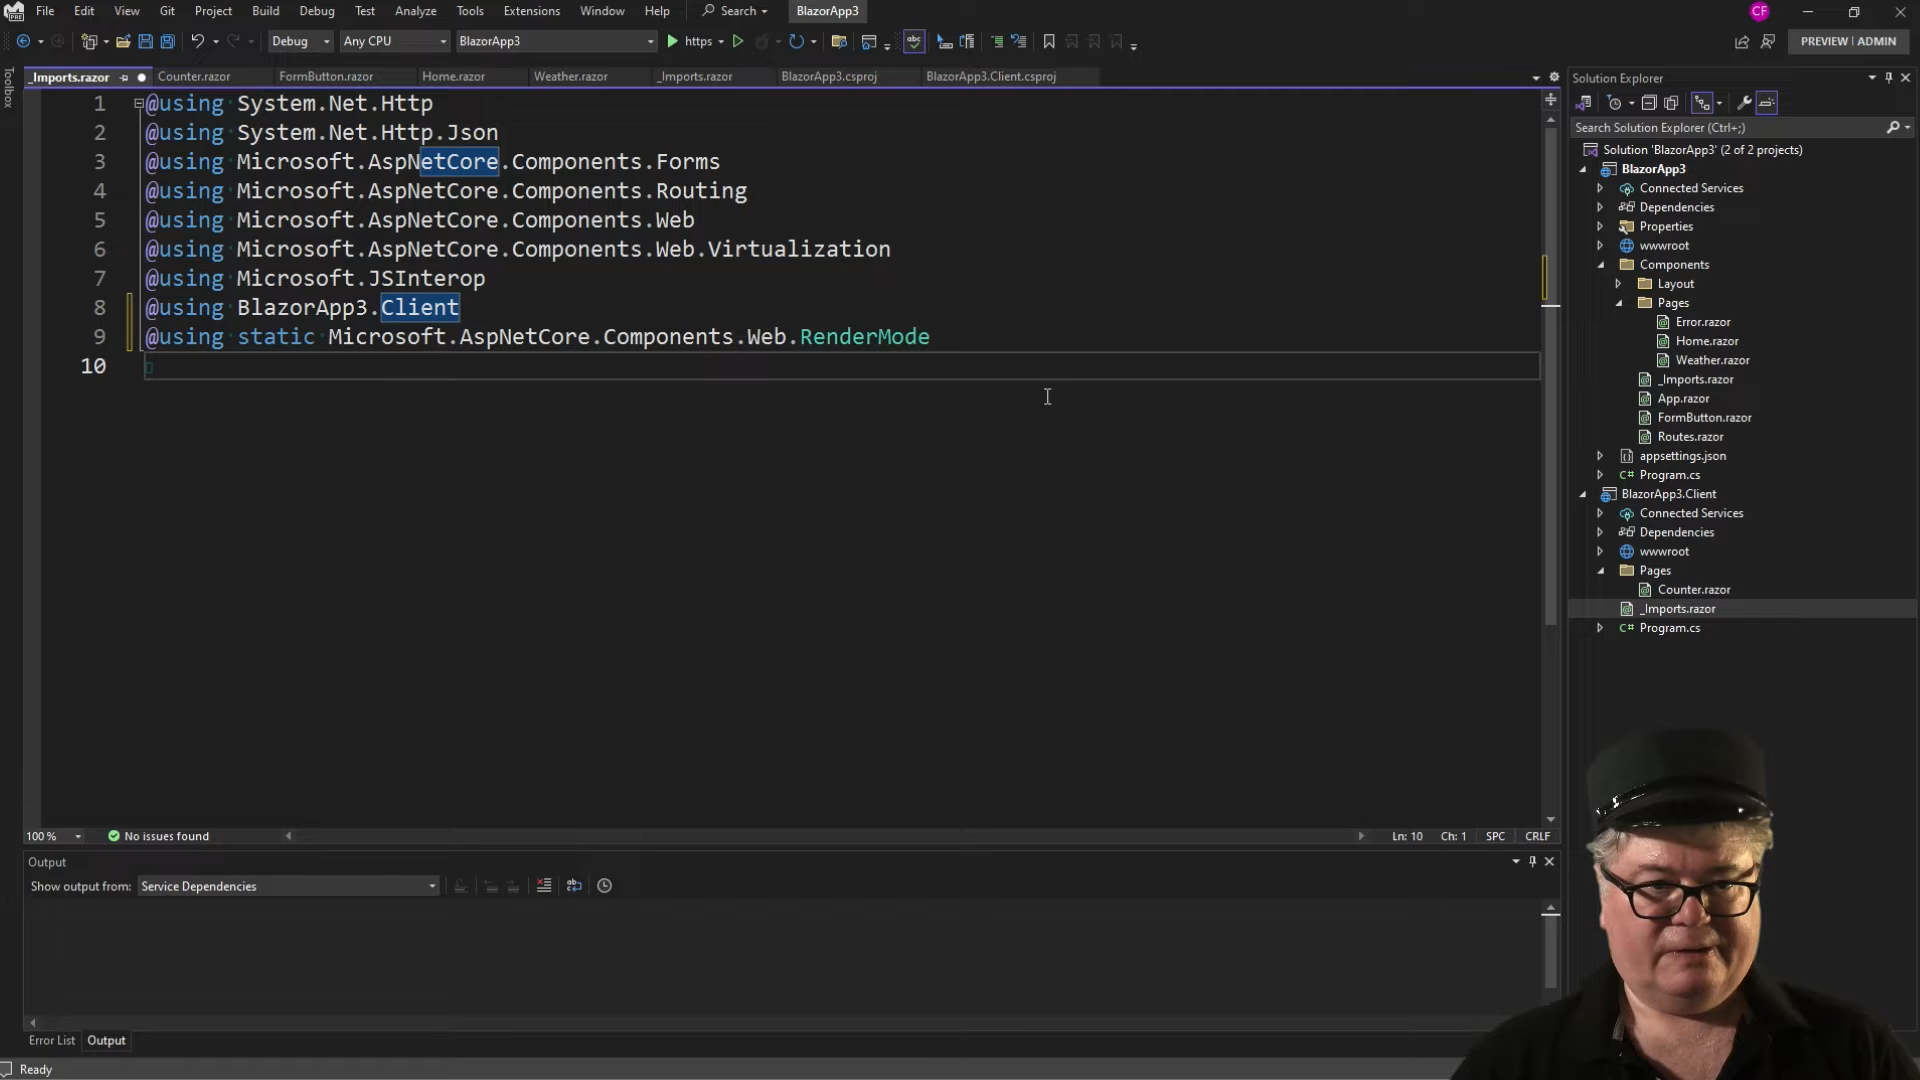 File Edit View Git Project Build Debug Test Analyze Tools Extensions Window Help Search BlazorApp3 CF
Debug Any CPU BlazorApp3 https PREVIEW | ADMIN
Toolbox
_Imports.razor Counter.razor FormButton.razor Home.razor Weather.razor _Imports.razor BlazorApp3.csproj BlazorApp3.Client.csproj
1 @using System.Net.Http
2 @using System.Net.Http.Json
3 @using Microsoft.AspNetCore.Components.Forms
4 @using Microsoft.AspNetCore.Components.Routing
5 @using Microsoft.AspNetCore.Components.Web
6 @using Microsoft.AspNetCore.Components.Web.Virtualization
7 @using Microsoft.JSInterop
8 @using BlazorApp3.Client
9 @using static Microsoft.AspNetCore.Components.Web.RenderMode
10
100 % No issues found Ln: 10 Ch: 1 SPC CRLF
Output
Show output from: Service Dependencies
Error List Output
Ready
Solution Explorer
Search Solution Explorer (Ctrl+;)
Solution 'BlazorApp3' (2 of 2 projects)
BlazorApp3
Connected Services
Dependencies
Properties
wwwroot
Components
Layout
Pages
Error.razor
Home.razor
Weather.razor
_Imports.razor
App.razor
FormButton.razor
Routes.razor
appsettings.json
C# Program.cs
BlazorApp3.Client
Connected Services
Dependencies
wwwroot
Pages
Counter.razor
_Imports.razor
C# Program.cs